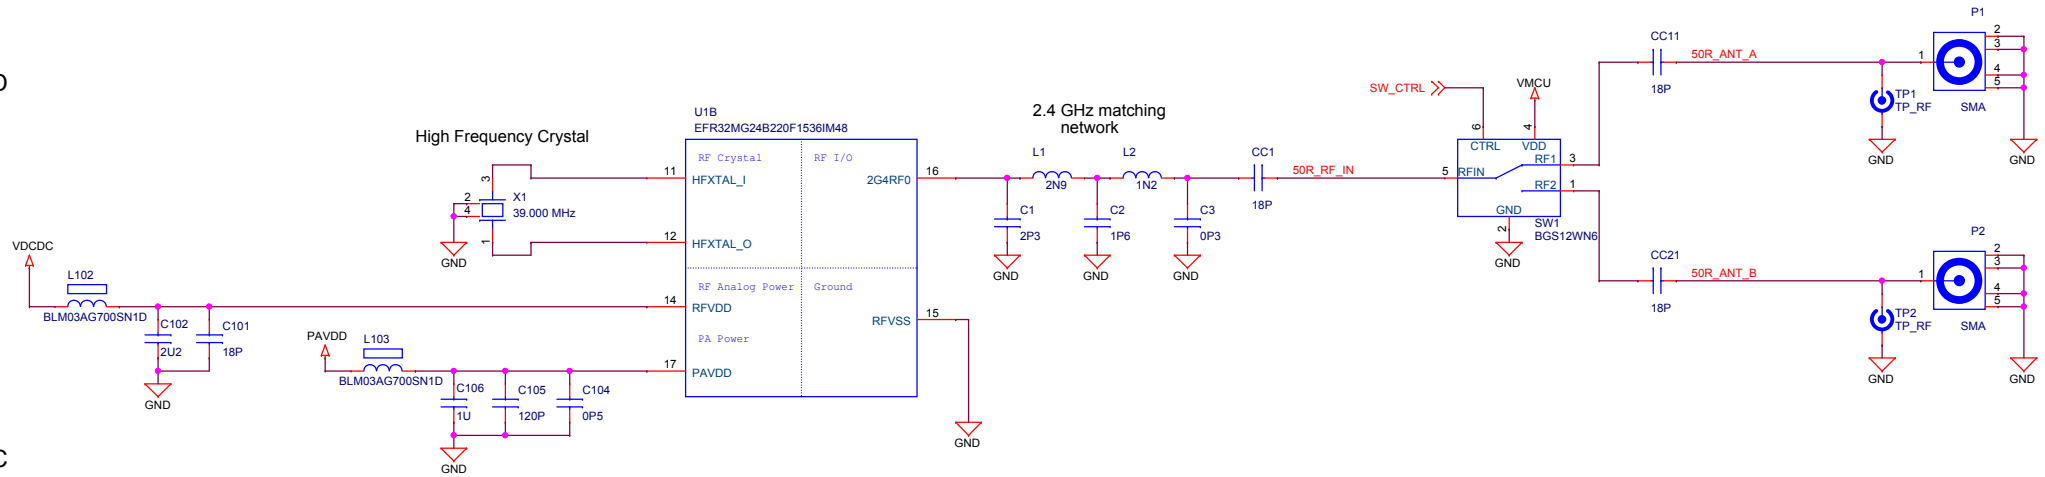 P1
CC11
50R_ANT_A
1
2
3
4
5
18P
SMA
TP1
TP_RF
GND
GND
D
SW_CTRL
VMCU
U1B
EFR32MG24B220F1536IM48
2.4 GHz matching
network
High Frequency Crystal
6
4
CTRL
VDD
RF Crystal
RF I/O
L1
L2
CC1
50R_RF_IN
5
RFIN
RF1
3
11
HFXTAL_I
2G4RF0
16
2N9
1N2
RF2
1
3
2
4
X1
39.000 MHz
18P
1
C1
2P3
C2
1P6
C3
0P3
GND
2
SW1
BGS12WN6
GND
12
HFXTAL_O
GND
GND
GND
GND
P2
CC21
50R_ANT_B
1
2
3
4
5
18P
SMA
TP2
TP_RF
GND
GND
VDCDC
L102
BLM03AG700SN1D
C102
2U2
C101
18P
GND
RF Analog Power
Ground
14
RFVDD
RFVSS
15
PA Power
PAVDD
L103
BLM03AG700SN1D
17
PAVDD
C106
1U
C105
120P
C104
0P5
GND
GND
C